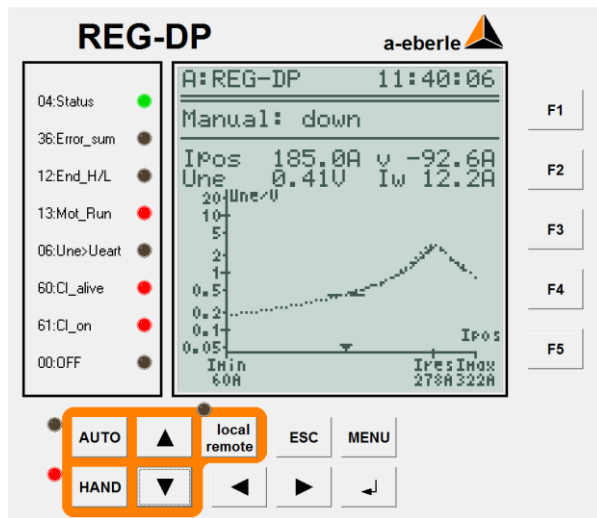 REG-DP
a-eberle
04:Status
36:Error_sum
12:End_H/L
13:Mot_Run
06:Une>Ueart
60:CI_alive
61:CI_on
00:OFF
A:REG-DP 11:40:06
Manual: down
Ipos 185.0A v -92.6A
Une 0.41V Iw 12.2A
20 Une/V
10
5
2
1
0.5
0.2
0.1
0.05
Ipos
Imin Ires Imax
60A 278A 322A
F1
F2
F3
F4
F5
AUTO ▲ local remote ESC MENU
HAND ▼ ◀ ▶ ↵